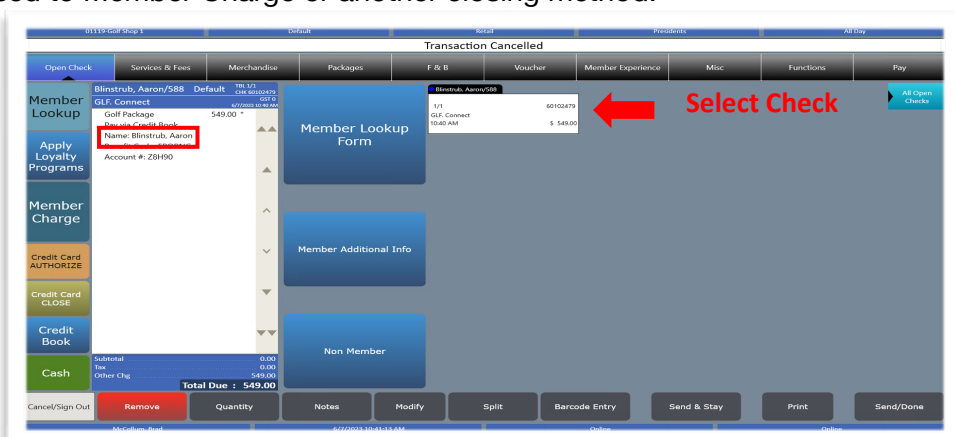 to Member Charge or another closing method.
01119-Golf Shop 1 Default Retail Presidents All Day
Transaction Cancelled
Open Check Services & Fees Merchandise Packages F & B Voucher Member Experience Misc Functions Pay
Member Lookup
Apply Loyalty Programs
Member Charge
Credit Card AUTHORIZE
Credit Card CLOSE
Credit Book
Cash
Blinstrub, Aaron/588 Default TBL 1/1
CHK 60102479
GLF. Connect GST 0
6/7/2023 10:40 AM
Golf Package 549.00 *
Pay via Credit Book
Name: Blinstrub, Aaron
Account #: Z8H90
Subtotal 0.00
Tax 0.00
Other Chg 549.00
Total Due : 549.00
Member Lookup
Form
Member Additional Info
Non Member
Blinstrub, Aaron/588
1/1 60102479
GLF. Connect
10:40 AM $ 549.00
Select Check
All Open
Checks
Cancel/Sign Out Remove Quantity Notes Modify Split Barcode Entry Send & Stay Print Send/Done
McCollum, Brad 6/7/2023 10:41:13 AM Online Online